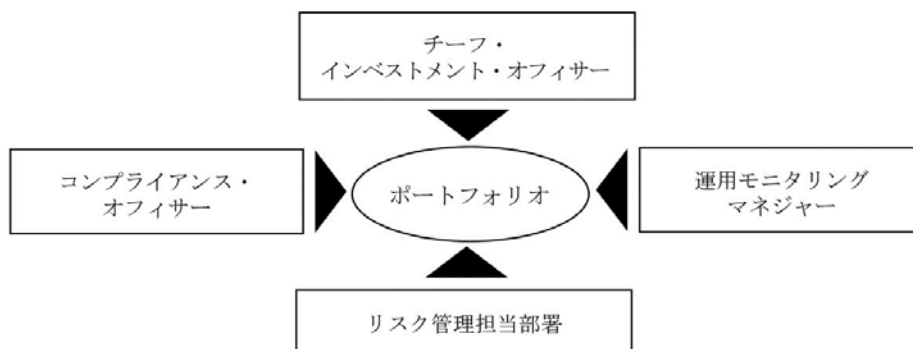 チーフ・
インベストメント・オフィサー
コンプライアンス・
オフィサー
ポートフォリオ
運用モニタリング
マネジャー
リスク管理担当部署